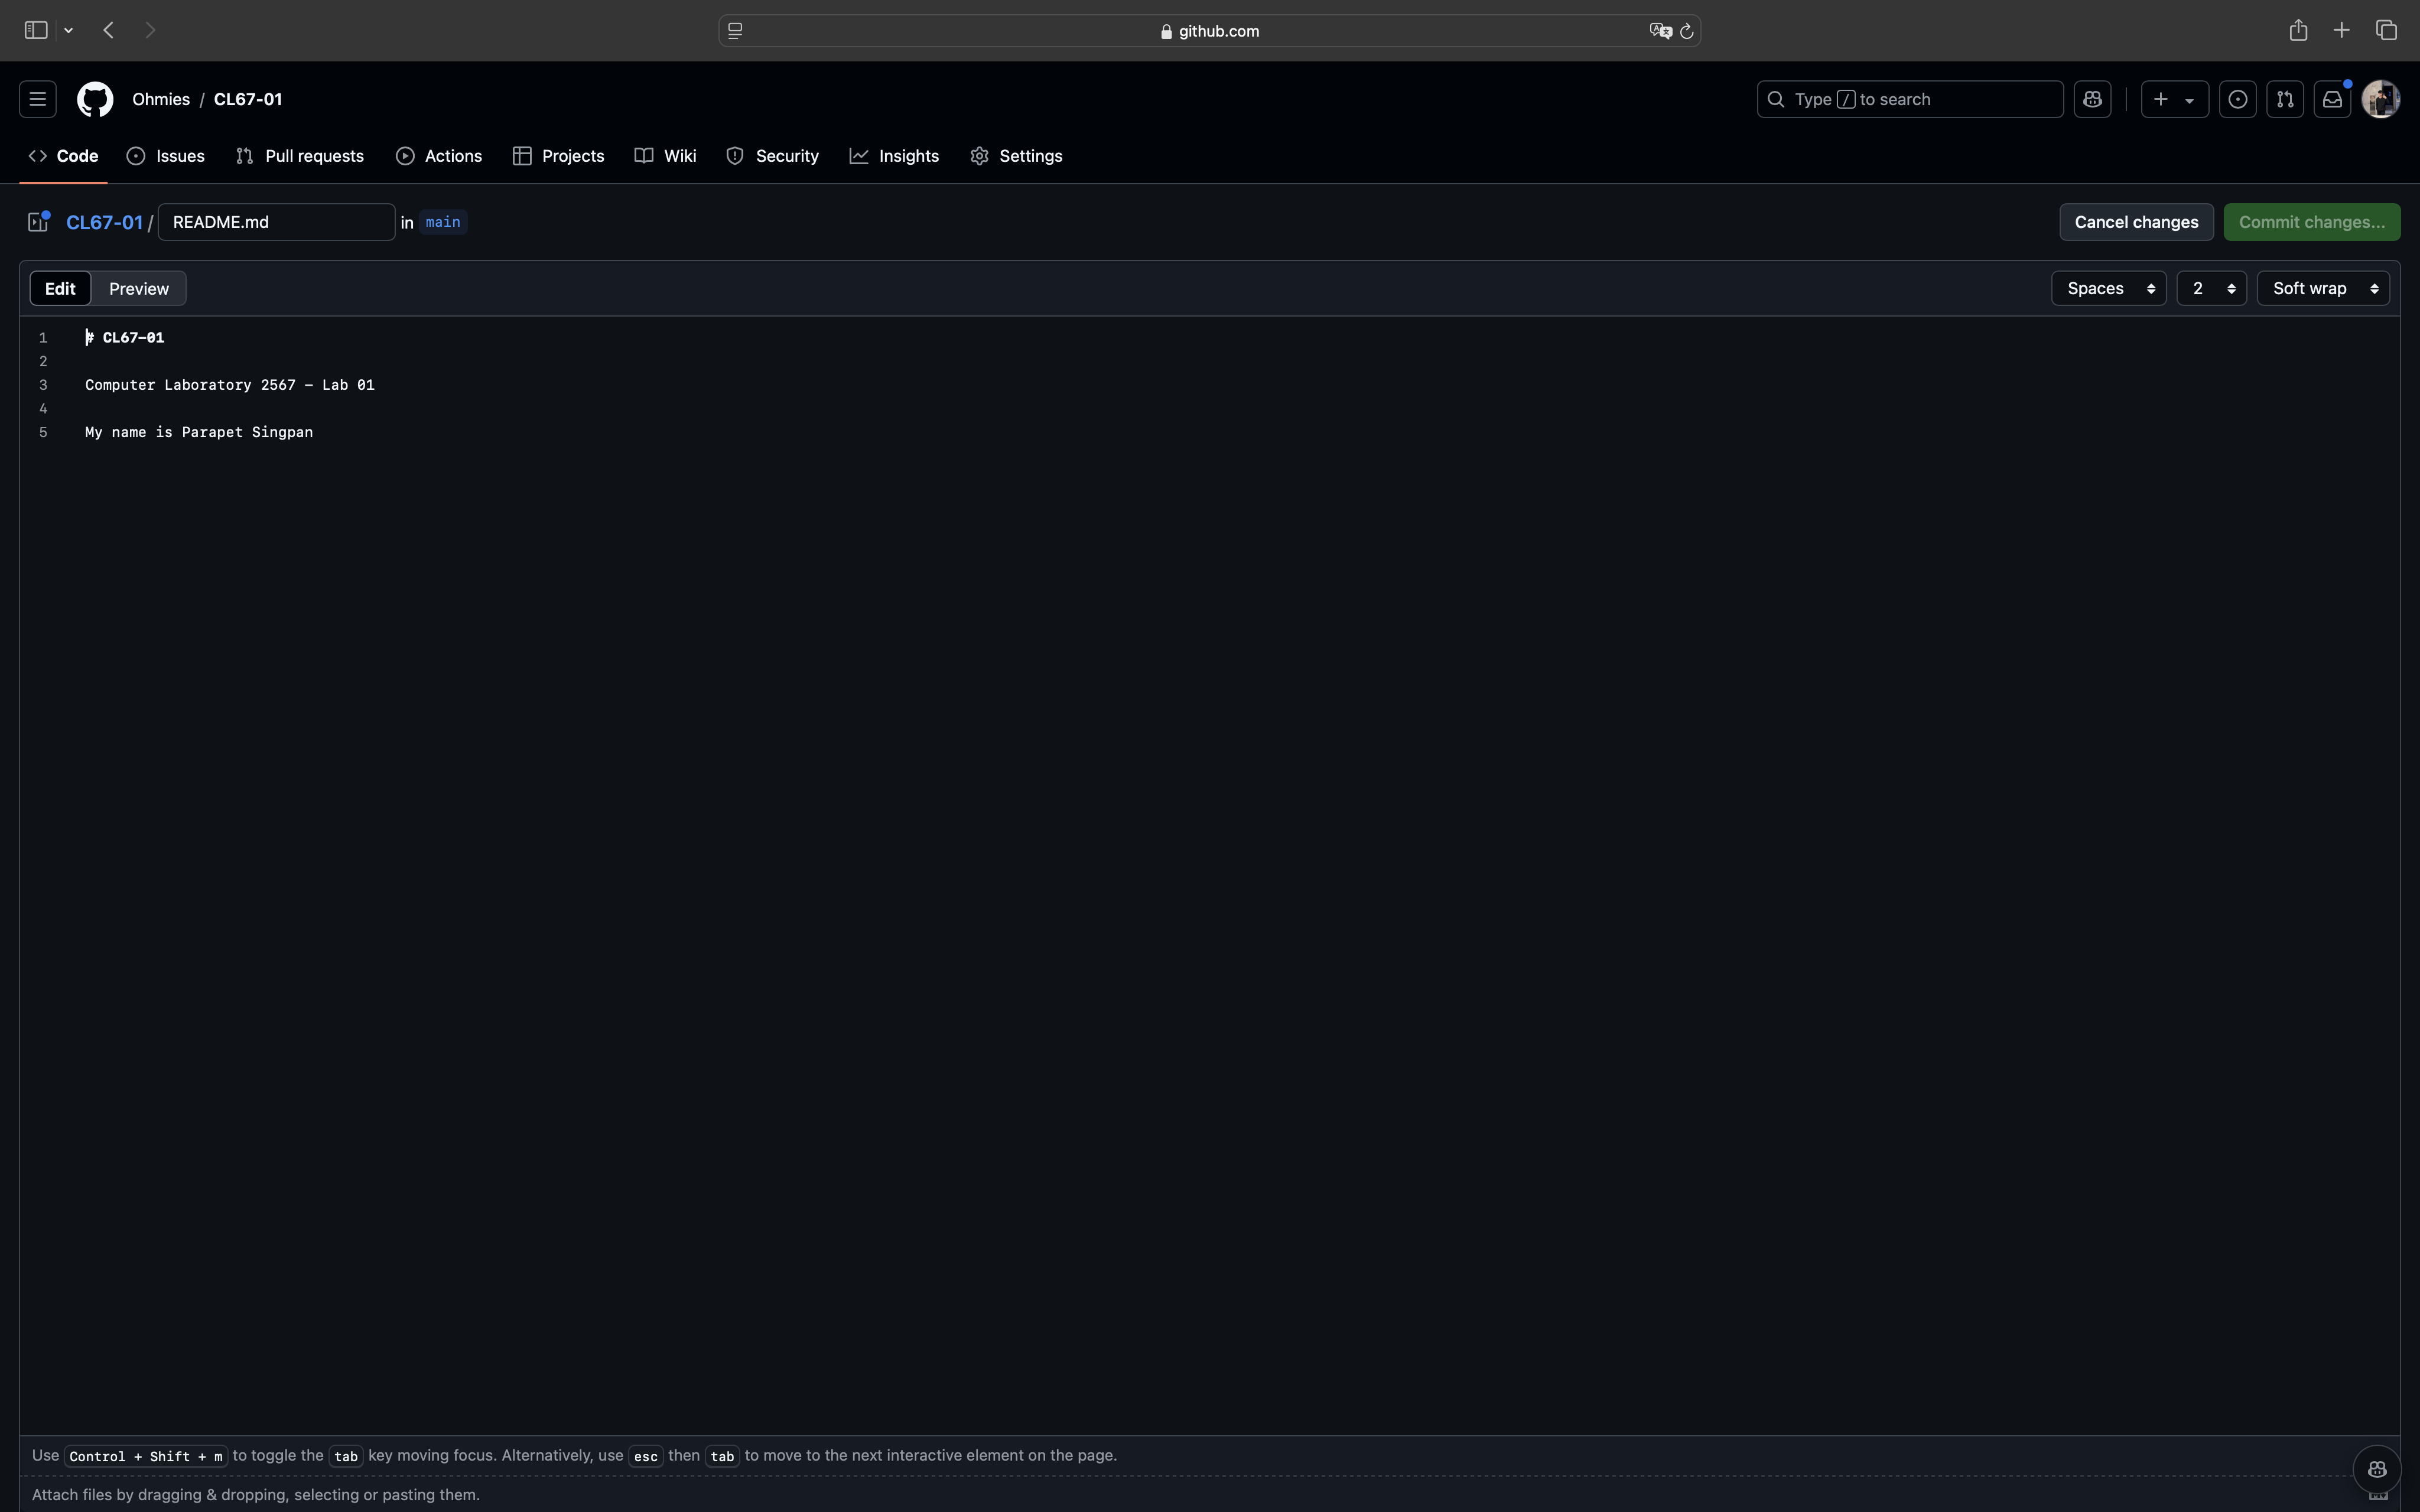 github.com
Ohmies / CL67-01
Type / to search
Code Issues Pull requests Actions Projects Wiki Security Insights Settings
CL67-01 / README.md in main
Cancel changes Commit changes...
Edit Preview
Spaces 2 Soft wrap
1 # CL67-01
2
3 Computer Laboratory 2567 - Lab 01
4
5 My name is Parapet Singpan
Use Control + Shift + m to toggle the tab key moving focus. Alternatively, use esc then tab to move to the next interactive element on the page.
Attach files by dragging & dropping, selecting or pasting them.